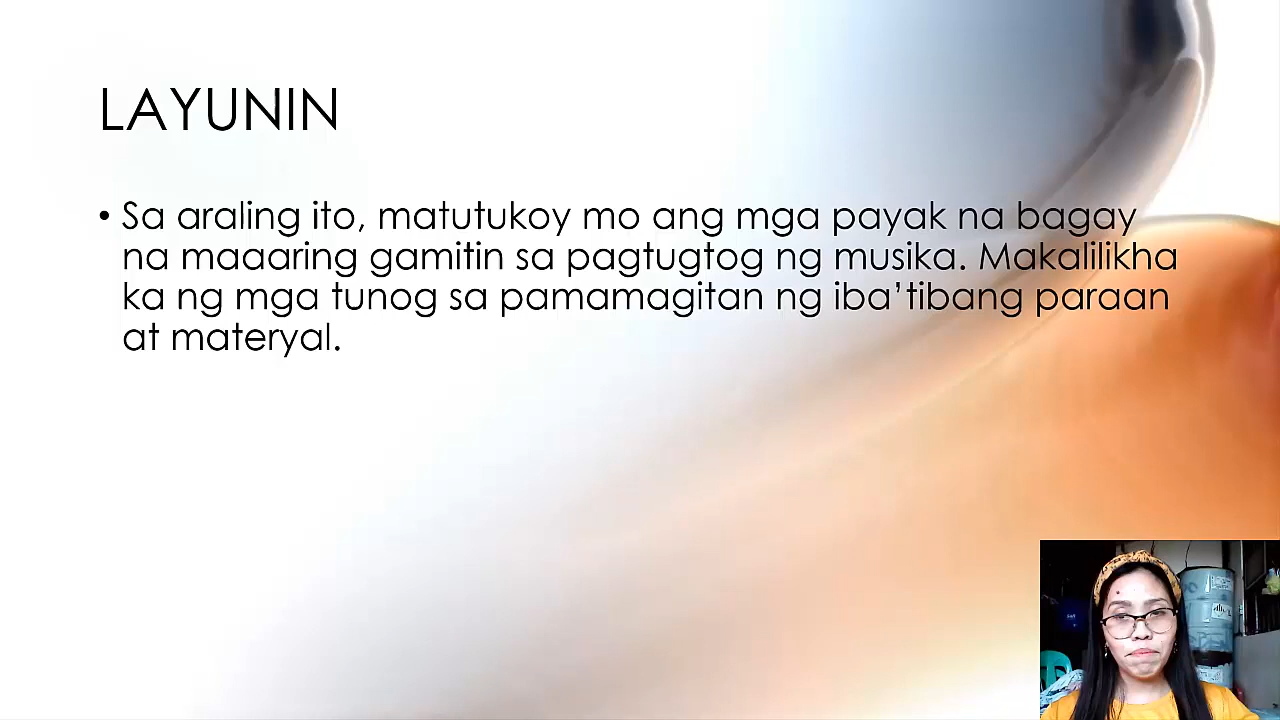 LAYUNIN
• Sa araling ito, matutukoy mo ang mga payak na bagay
na maaaring gamitin sa pagtugtog ng musika. Makalilikha
ka ng mga tunog sa pamamagitan ng iba’tibang paraan
at materyal.